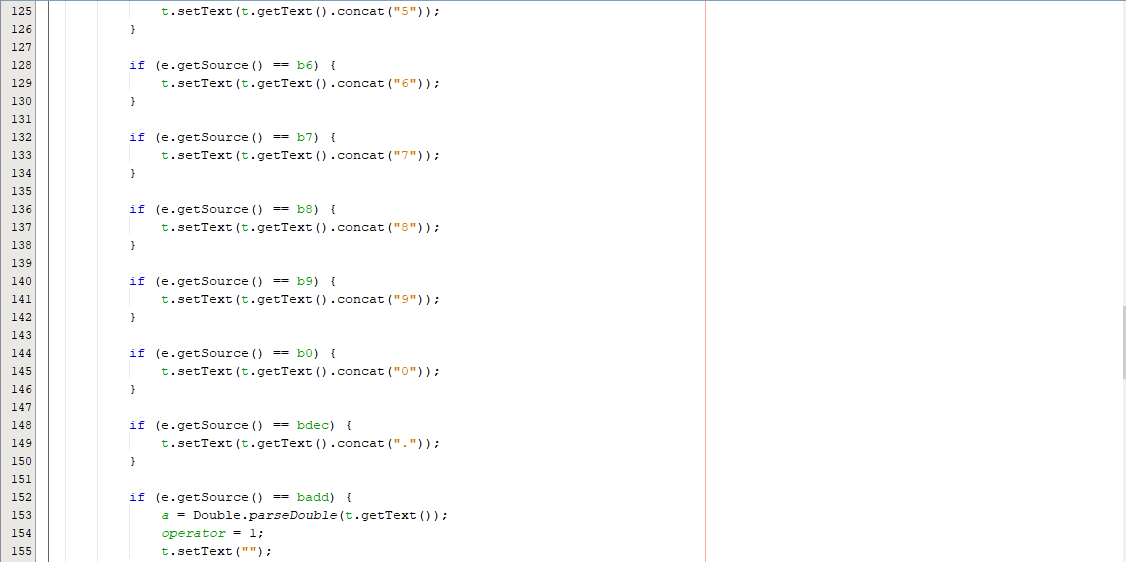 125 t.setText(t.getText().concat("5"));
126 }
127
128 if (e.getSource() == b6) {
129 t.setText(t.getText().concat("6"));
130 }
131
132 if (e.getSource() == b7) {
133 t.setText(t.getText().concat("7"));
134 }
135
136 if (e.getSource() == b8) {
137 t.setText(t.getText().concat("8"));
138 }
139
140 if (e.getSource() == b9) {
141 t.setText(t.getText().concat("9"));
142 }
143
144 if (e.getSource() == b0) {
145 t.setText(t.getText().concat("0"));
146 }
147
148 if (e.getSource() == bdec) {
149 t.setText(t.getText().concat("."));
150 }
151
152 if (e.getSource() == badd) {
153 a = Double.parseDouble(t.getText());
154 operator = 1;
155 t.setText("");